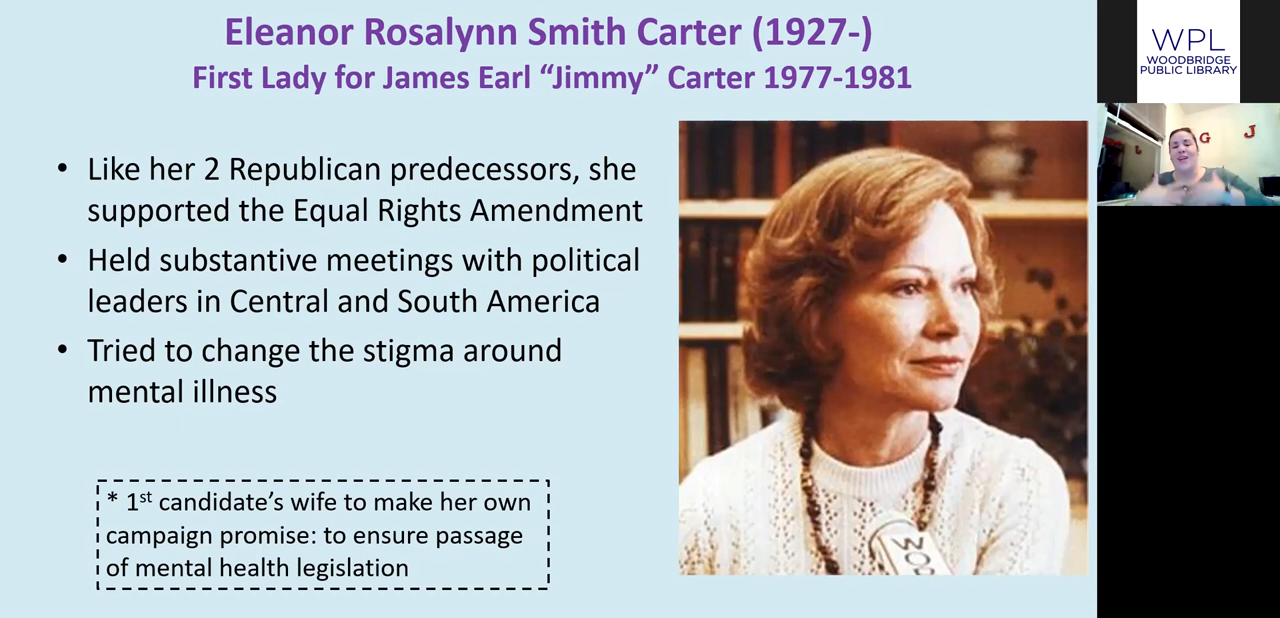 Eleanor Rosalynn Smith Carter (1927-)
First Lady for James Earl “Jimmy” Carter 1977-1981
• Like her 2 Republican predecessors, she
supported the Equal Rights Amendment
• Held substantive meetings with political
leaders in Central and South America
• Tried to change the stigma around
mental illness
* 1st candidate’s wife to make her own
campaign promise: to ensure passage
of mental health legislation
WPL
WOODBRIDGE
PUBLIC LIBRARY
G J